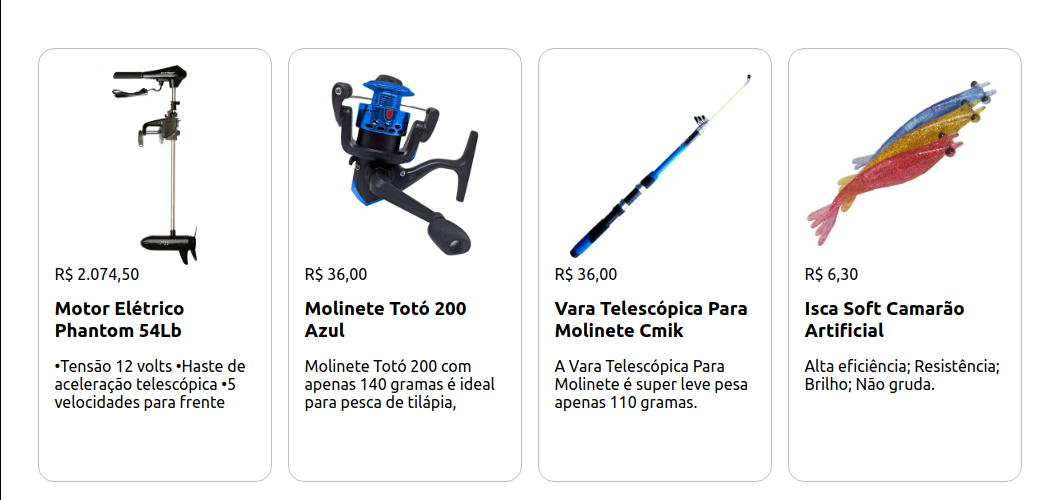 R$ 2.074,50
Motor Elétrico
Phantom 54Lb
•Tensão 12 volts •Haste de
aceleração telescópica •5
velocidades para frente
R$ 36,00
Molinete Totó 200
Azul
Molinete Totó 200 com
apenas 140 gramas é ideal
para pesca de tilápia,
R$ 36,00
Vara Telescópica Para
Molinete Cmik
A Vara Telescópica Para
Molinete é super leve pesa
apenas 110 gramas.
R$ 6,30
Isca Soft Camarão
Artificial
Alta eficiência; Resistência;
Brilho; Não gruda.